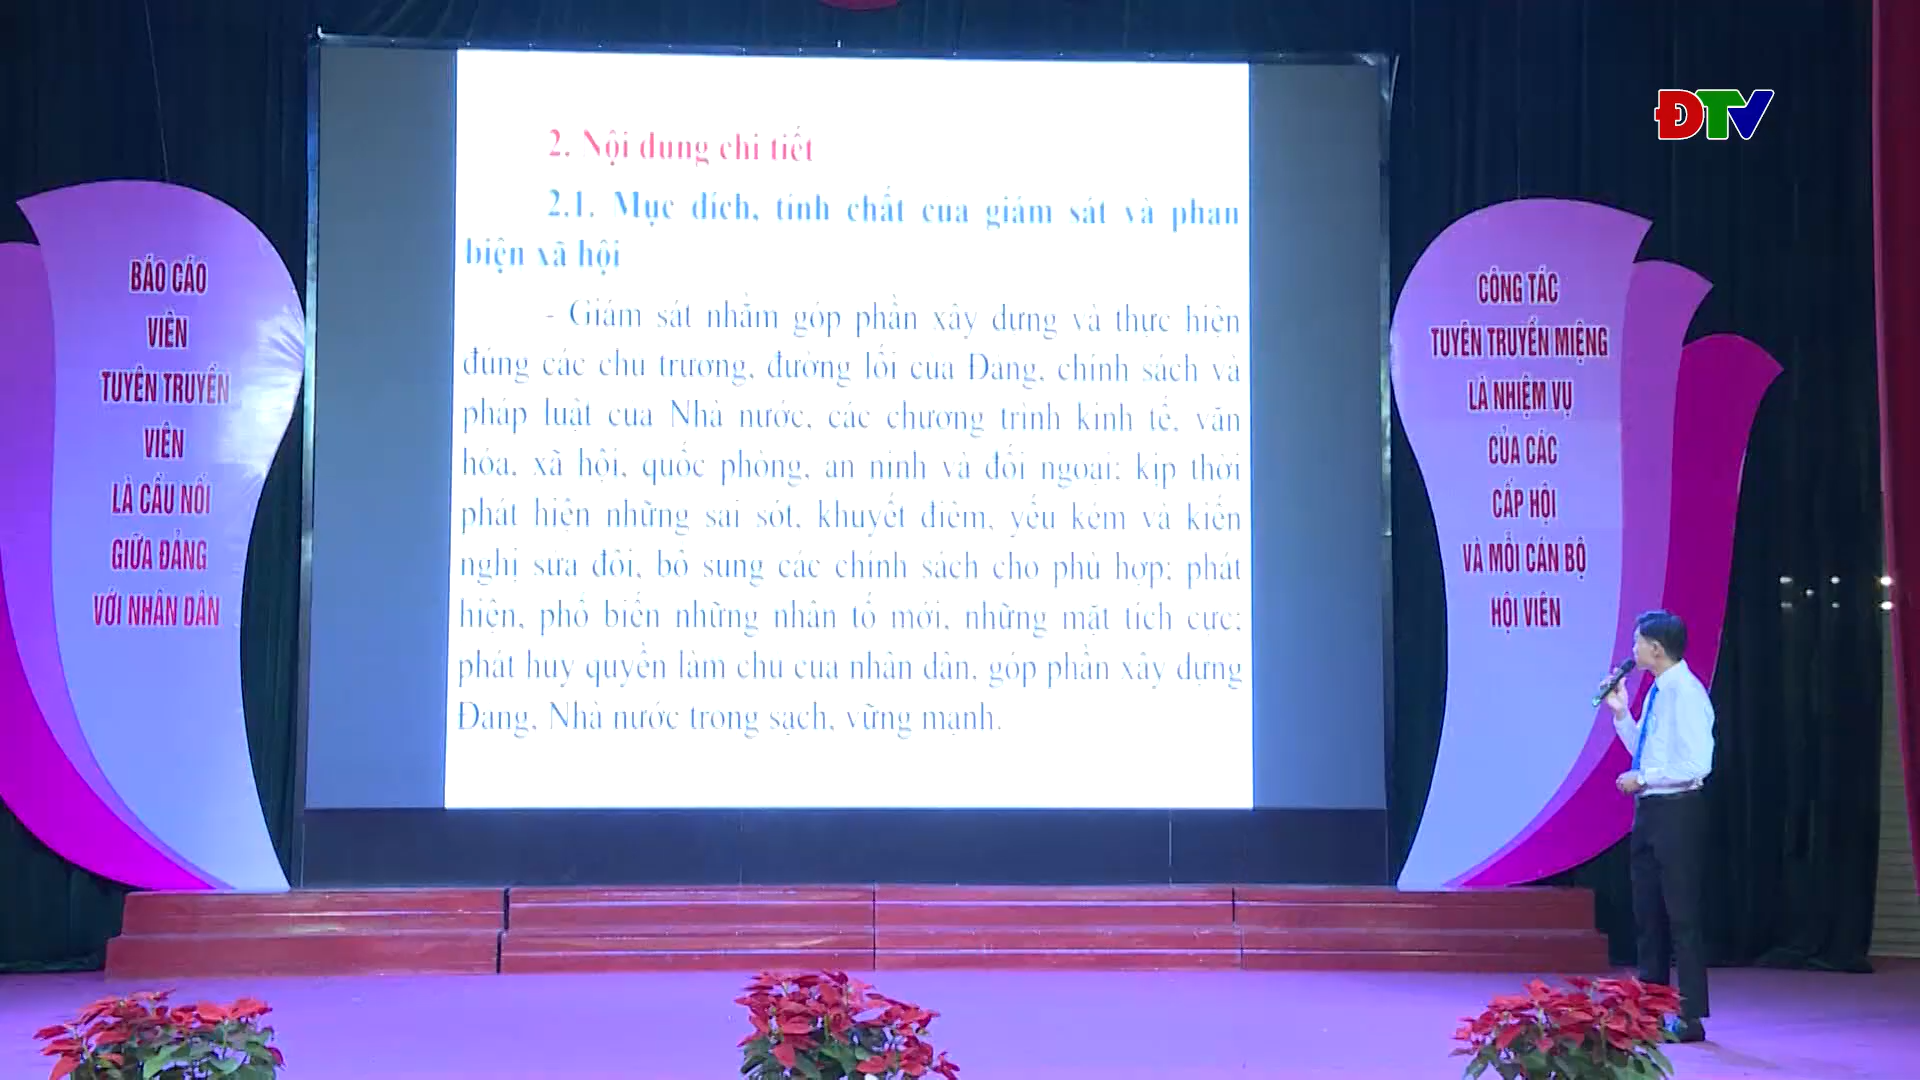 ĐTV
2. Nội dung chi tiết
2.1. Mục đích, tính chất của giám sát và phản
biện xã hội
- Giám sát nhằm góp phần xây dựng và thực hiện
đúng các chủ trương, đường lối của Đảng, chính sách và
pháp luật của Nhà nước, các chương trình kinh tế, văn
hóa, xã hội, quốc phòng, an ninh và đối ngoại; kịp thời
phát hiện những sai sót, khuyết điểm, yếu kém và kiến
nghị sửa đổi, bổ sung các chính sách cho phù hợp; phát
hiện, phổ biến những nhân tố mới, những mặt tích cực;
phát huy quyền làm chủ của nhân dân, góp phần xây dựng
Đảng, Nhà nước trong sạch, vững mạnh.
BÁO CÁO
VIÊN
TUYÊN TRUYỀN
VIÊN
LÀ CẦU NỐI
GIỮA ĐẢNG
VỚI NHÂN DÂN
CÔNG TÁC
TUYÊN TRUYỀN MIỆNG
LÀ NHIỆM VỤ
CỦA CÁC
CẤP HỘI
VÀ MỖI CÁN BỘ
HỘI VIÊN